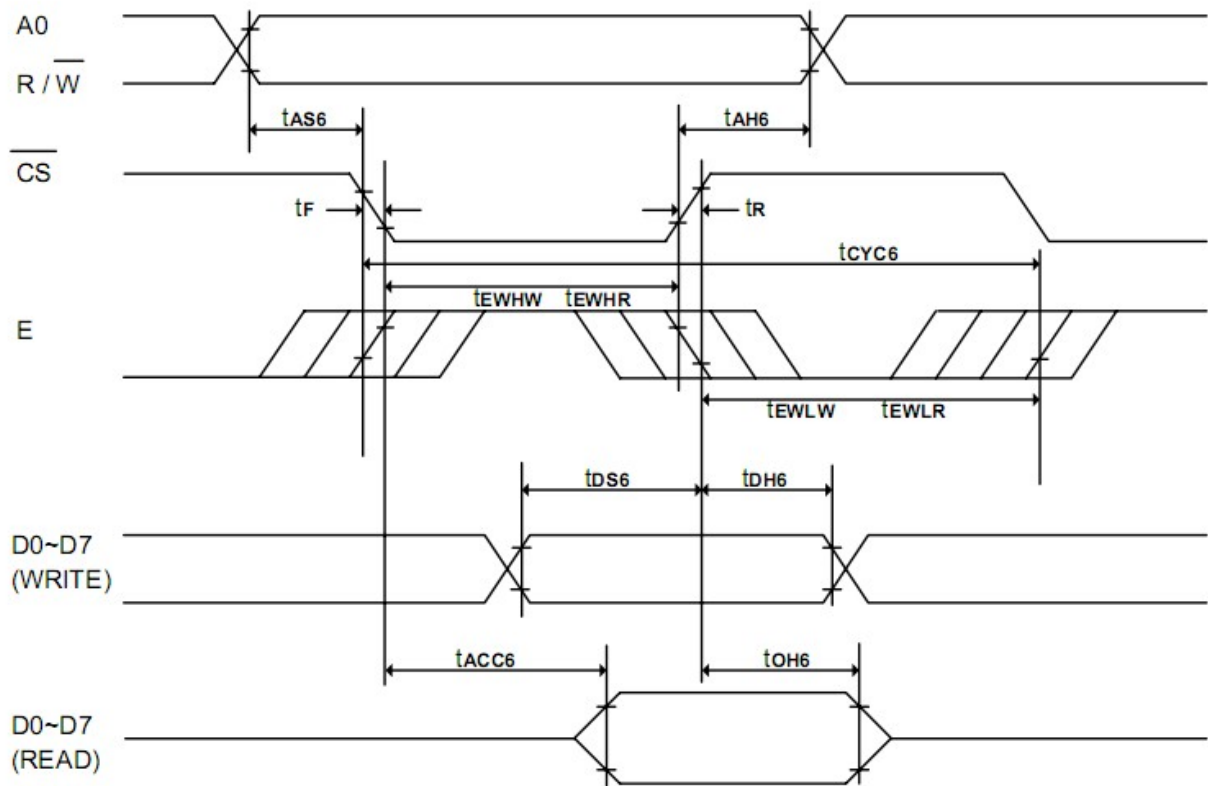 A0
R / W
tAS6
tAH6
CS
tF
tR
tCYC6
tEWHW tEWHR
E
tEWLW tEWLR
tDS6
tDH6
D0~D7
(WRITE)
tACC6
tOH6
D0~D7
(READ)